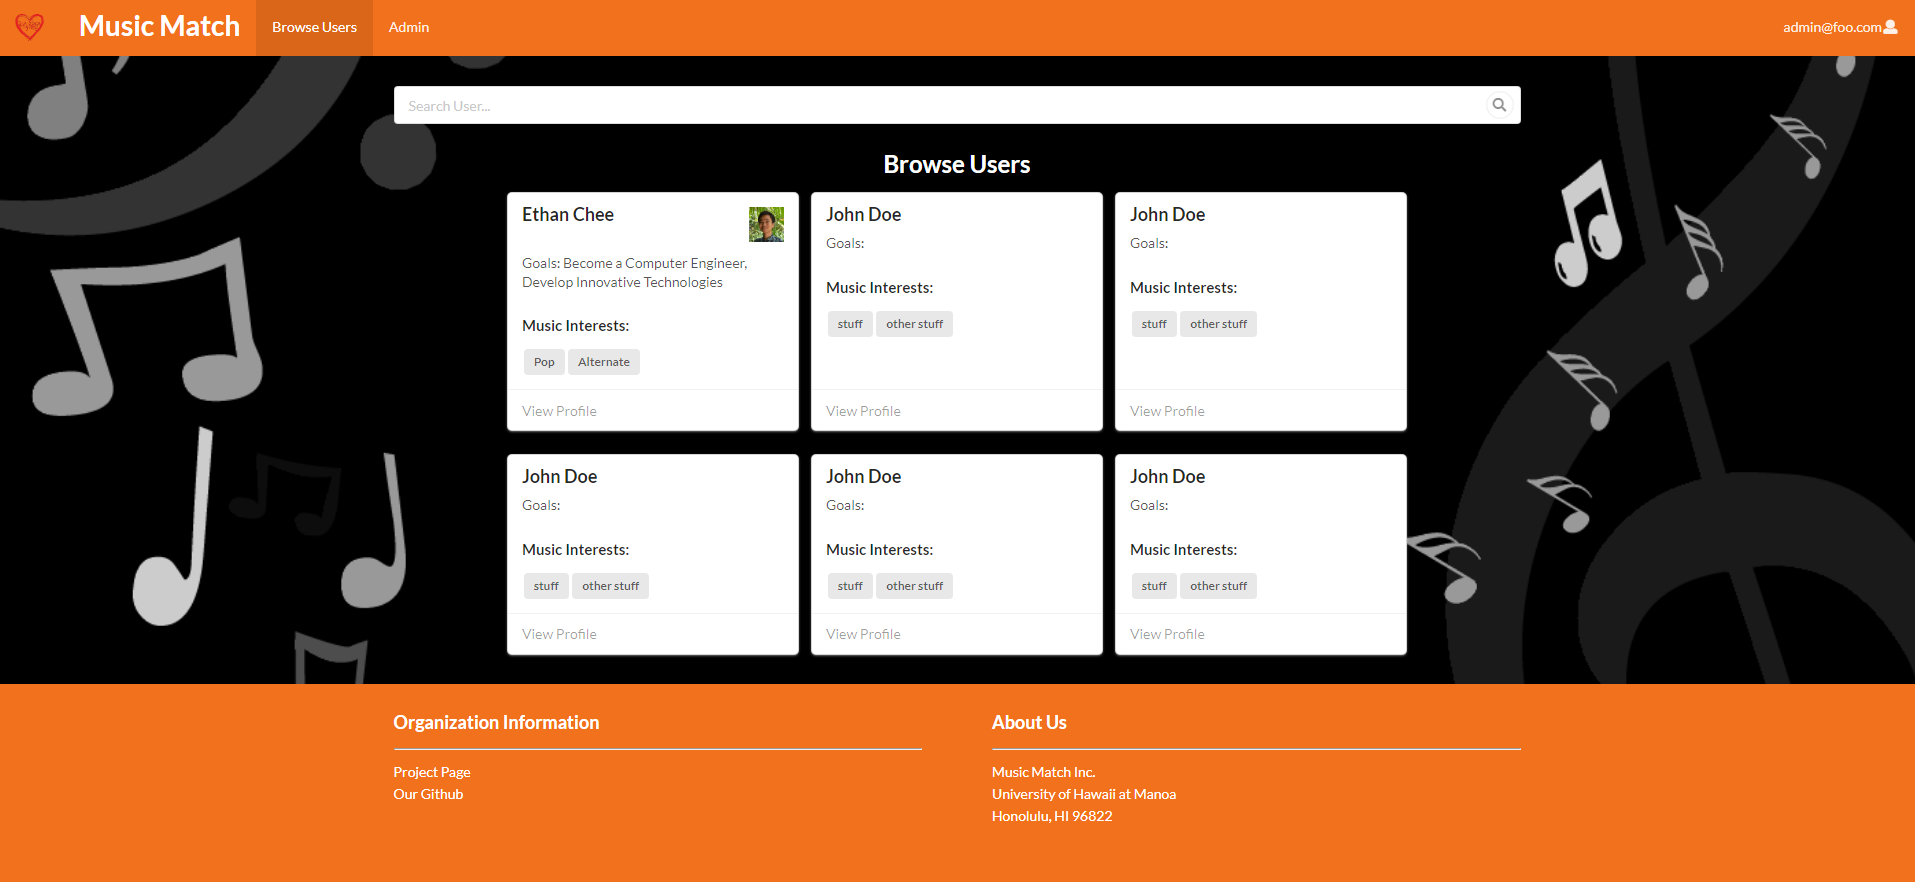 Music Match
Browse Users
Admin
admin@foo.com
Search User...
Browse Users
Ethan Chee
Goals: Become a Computer Engineer,
Develop Innovative Technologies
Music Interests:
Pop Alternate
View Profile
John Doe
Goals:
Music Interests:
stuff other stuff
View Profile
John Doe
Goals:
Music Interests:
stuff other stuff
View Profile
John Doe
Goals:
Music Interests:
stuff other stuff
View Profile
John Doe
Goals:
Music Interests:
stuff other stuff
View Profile
John Doe
Goals:
Music Interests:
stuff other stuff
View Profile
Organization Information
Project Page
Our Github
About Us
Music Match Inc.
University of Hawaii at Manoa
Honolulu, HI 96822